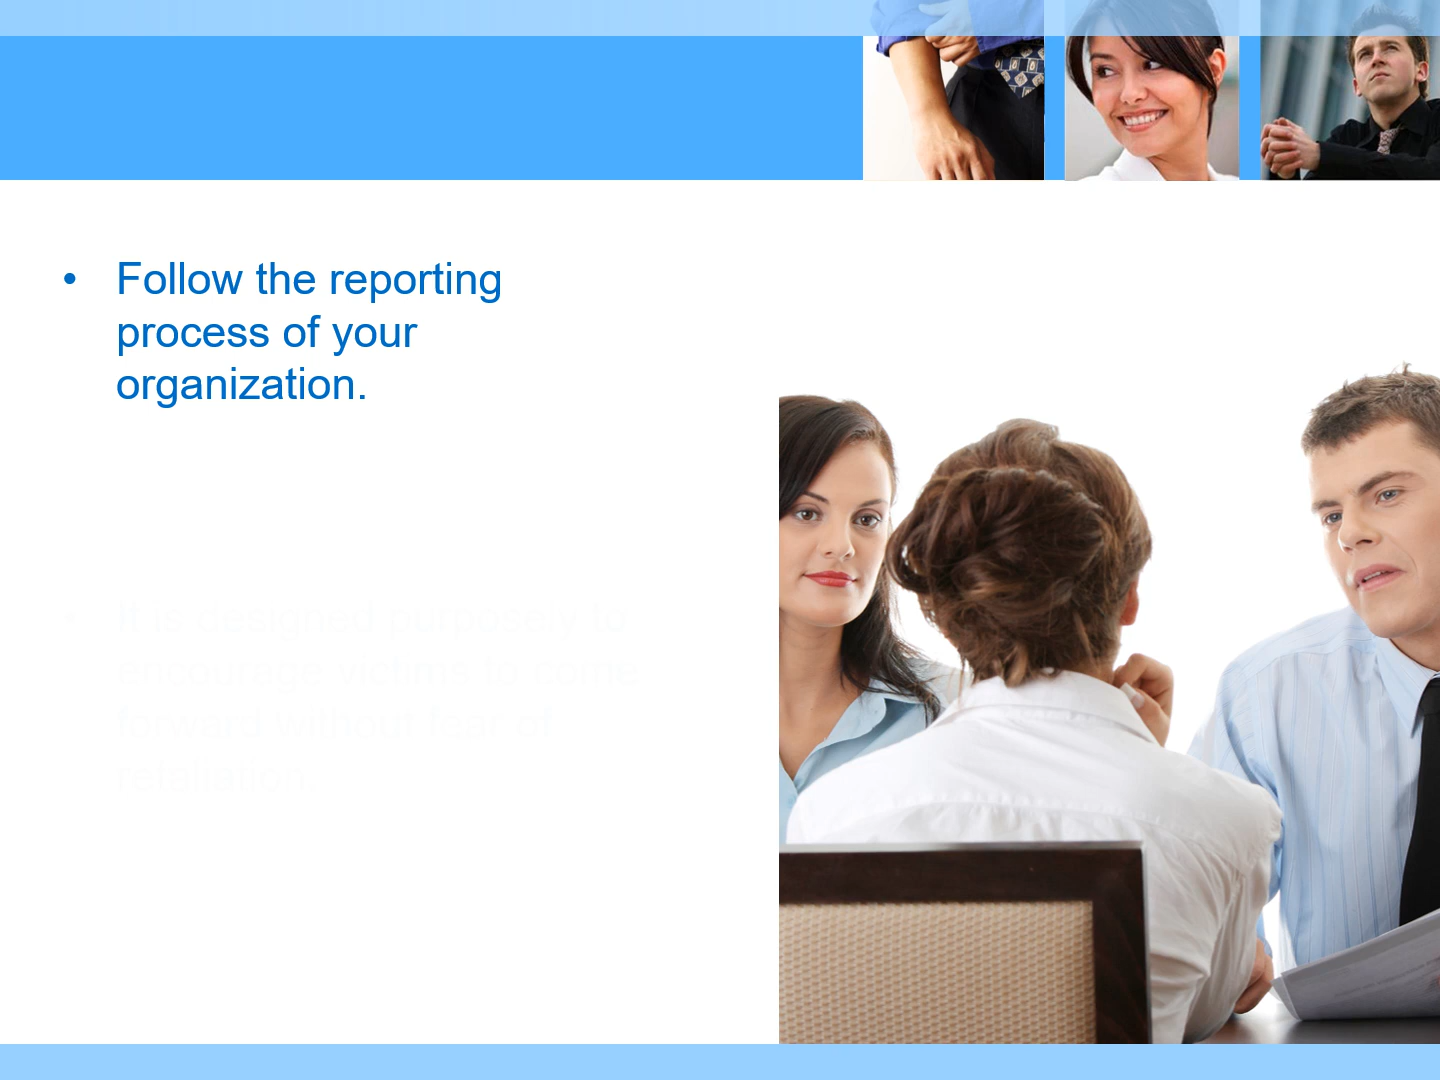 • Follow the reporting
process of your
organization.
• It is designed purposely to
encourage victims to come
forward without fear of
retaliation.